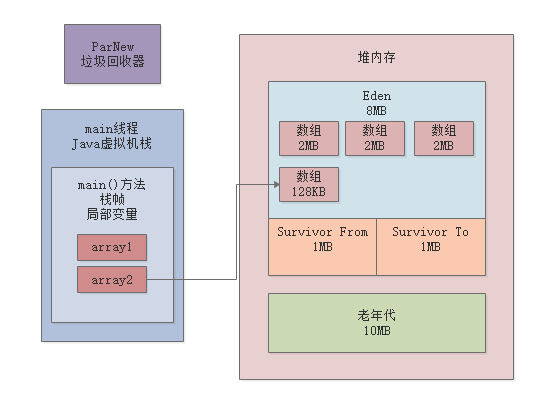 ParNew
垃圾回收器
main线程
Java虚拟机栈
main()方法
栈帧
局部变量
array1
array2
堆内存
Eden
8MB
数组
2MB
数组
2MB
数组
2MB
数组
128KB
Survivor From
1MB
Survivor To
1MB
老年代
10MB